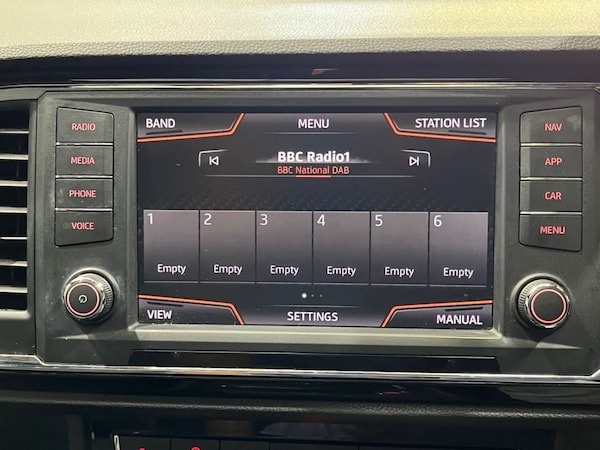 RADIO
MEDIA
PHONE
VOICE
BAND
MENU
STATION LIST
BBC Radio1
BBC National DAB
1 2 3 4 5 6
Empty Empty Empty Empty Empty Empty
VIEW
SETTINGS
MANUAL
NAV
APP
CAR
MENU